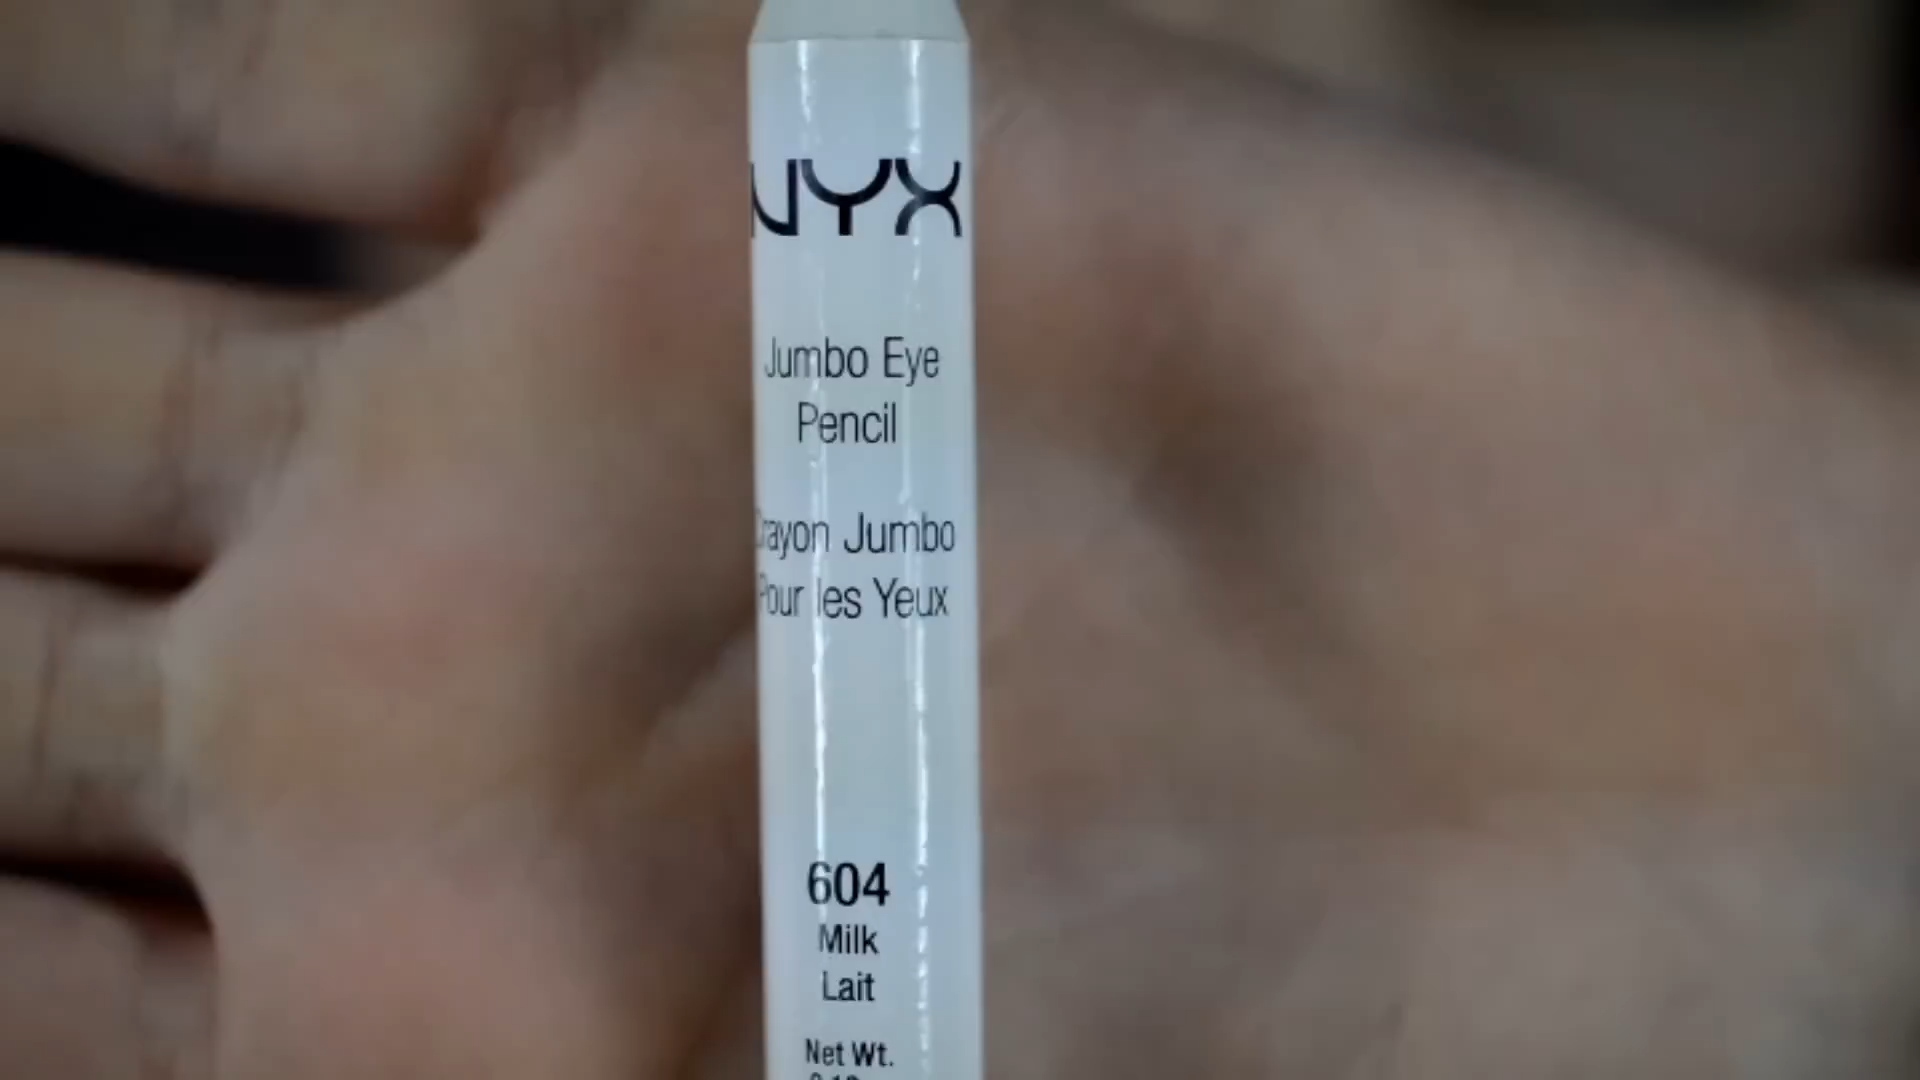 NYX
Jumbo Eye
Pencil
Crayon Jumbo
Pour les Yeux
604
Milk
Lait
Net Wt.